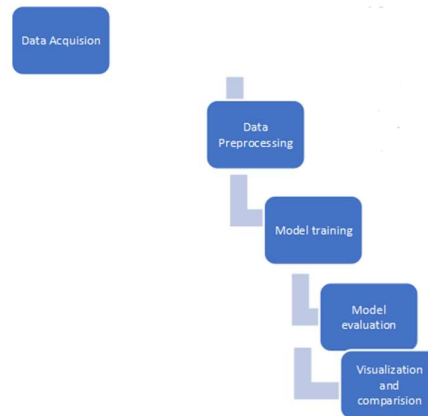 Data Acquision
Data
Preprocessing
Model training
Model
evaluation
Visualization
and
comparision